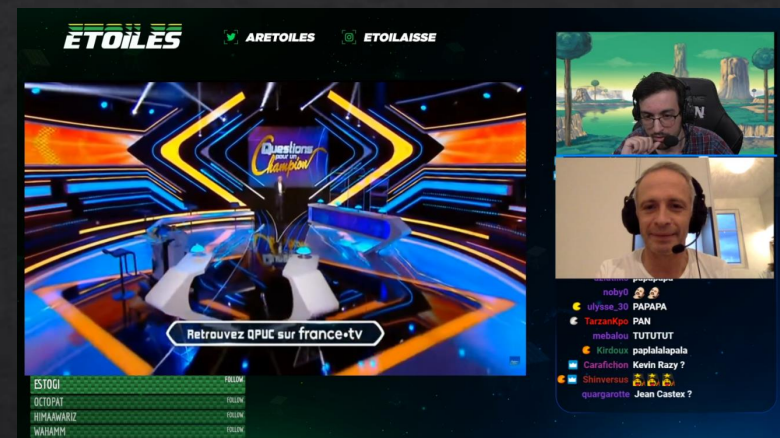 ETOILES
ARETOILES
ETOILAISSE
Questions
pour un
Champion
Retrouvez QPUC sur france•tv
noby0
ulysse_30 PAPAPA
TarzanKpo PAN
mebalou TUTUTUT
Kirdoux paplalalapala
Carafichon Kevin Razy ?
Shinversus
quargarotte Jean Castex ?
ESTOGI FOLLOW
OCTOPAT FOLLOW
HIMAAWARIZ FOLLOW
WAHAMM FOLLOW